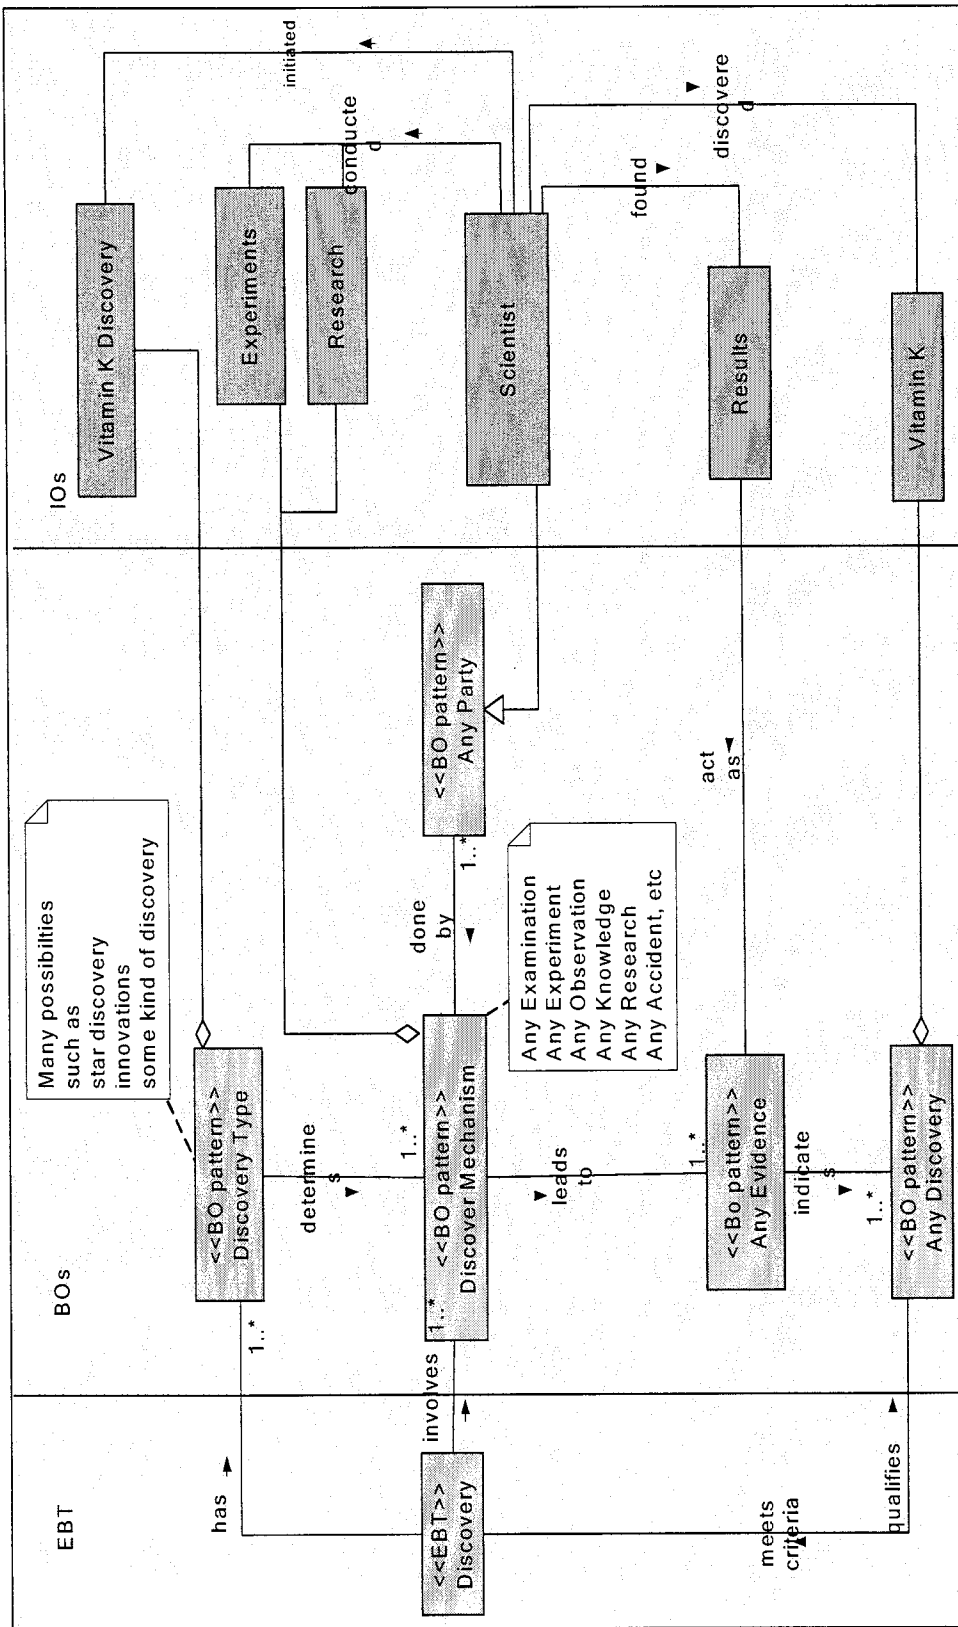 EBT
BOs
IOs
<<EBT>>
Discovery
has
involves
meets
criteria
qualifies
Many possibilties
such as
star discovery
innovations
some kind of discovery
<<BO pattern>>
Discovery Type
1..*
determine
s
1..*
<<BO pattern>>
Discover Mechanism
1..*
done
by
1..*
<<BO pattern>>
Any Party
Any Examination
Any Experiment
Any Observation
Any Knowledge
Any Research
Any Accident, etc
leads
to
1..*
<<Bo pattern>>
Any Evidence
act
as
indicate
s
1..*
<<BO pattern>>
Any Discovery
Vitamin K Discovery
Experiments
Research
Scientist
Results
Vitamin K
initiated
conducte
d
found
discovere
d